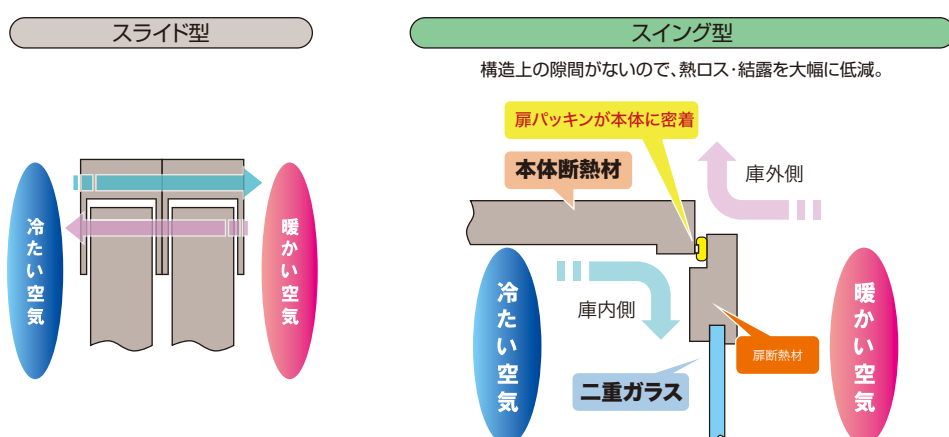 スライド型
冷たい空気
暖かい空気
スイング型
構造上の隙間がないので、熱ロス・結露を大幅に低減。
扉パッキンが本体に密着
本体断熱材
庫外側
冷たい空気
庫内側
暖かい空気
扉断熱材
二重ガラス